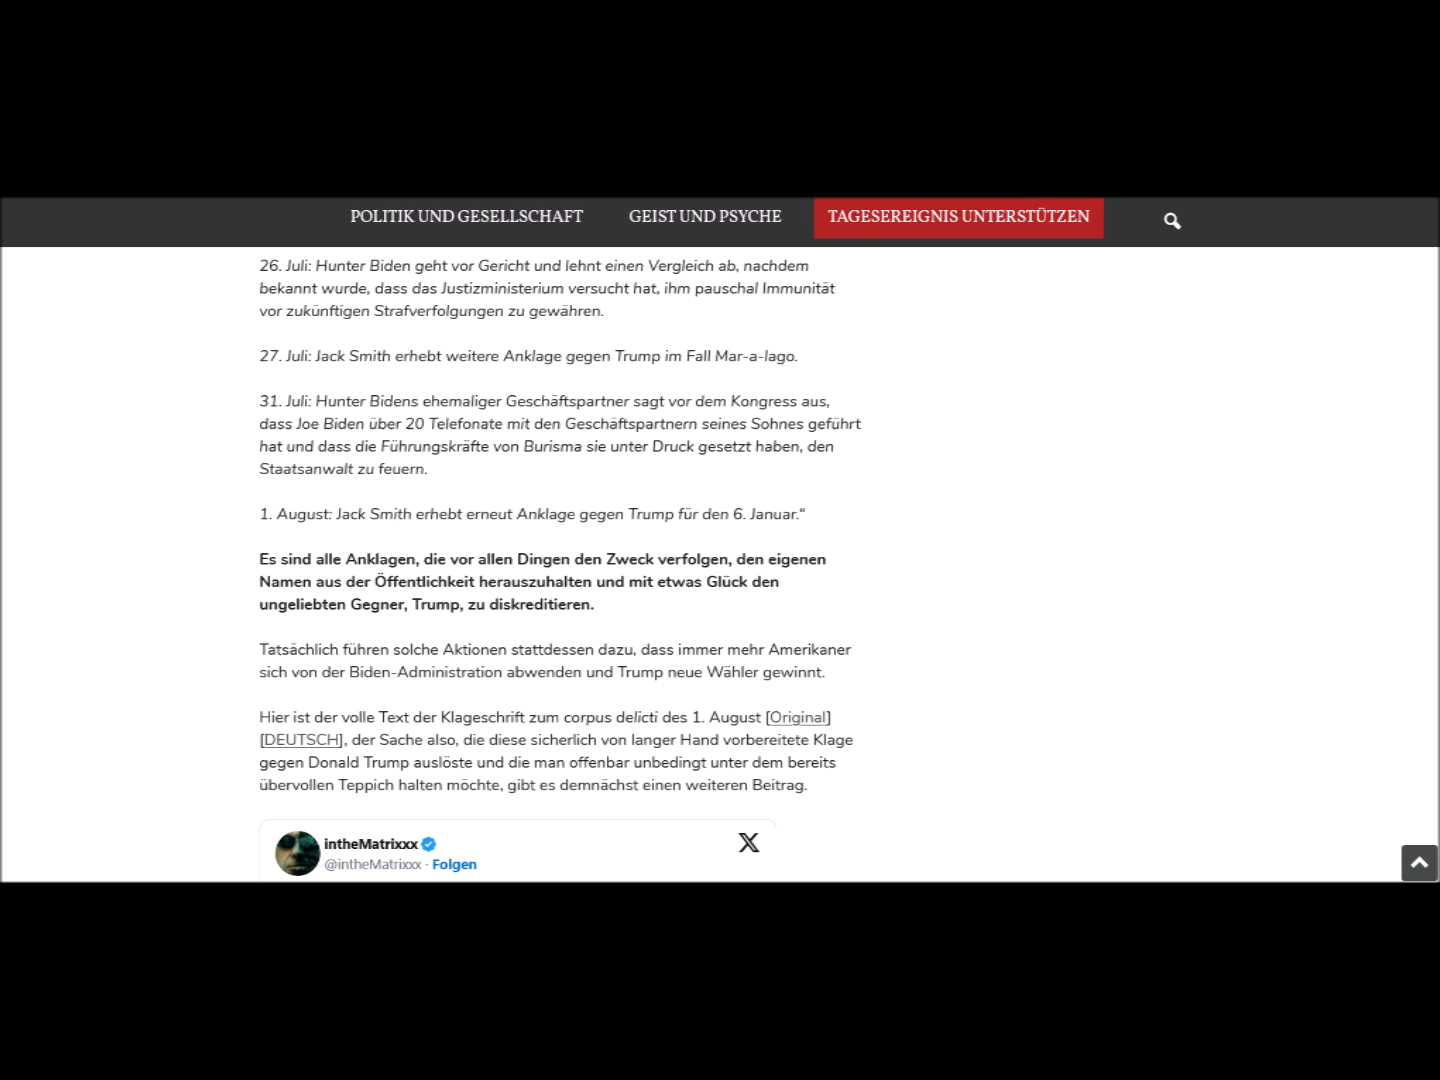 POLITIK UND GESELLSCHAFT GEIST UND PSYCHE TAGESEREIGNIS UNTERSTÜTZEN
26. Juli: Hunter Biden geht vor Gericht und lehnt einen Vergleich ab, nachdem
bekannt wurde, dass das Justizministerium versucht hat, ihm pauschal Immunität
vor zukünftigen Strafverfolgungen zu gewähren.
27. Juli: Jack Smith erhebt weitere Anklage gegen Trump im Fall Mar-a-lago.
31. Juli: Hunter Bidens ehemaliger Geschäftspartner sagt vor dem Kongress aus,
dass Joe Biden über 20 Telefonate mit den Geschäftspartnern seines Sohnes geführt
hat und dass die Führungskräfte von Burisma sie unter Druck gesetzt haben, den
Staatsanwalt zu feuern.
1. August: Jack Smith erhebt erneut Anklage gegen Trump für den 6. Januar.“
Es sind alle Anklagen, die vor allen Dingen den Zweck verfolgen, den eigenen
Namen aus der Öffentlichkeit herauszuhalten und mit etwas Glück den
ungeliebten Gegner, Trump, zu diskreditieren.
Tatsächlich führen solche Aktionen stattdessen dazu, dass immer mehr Amerikaner
sich von der Biden-Administration abwenden und Trump neue Wähler gewinnt.
Hier ist der volle Text der Klageschrift zum corpus delicti des 1. August [Original]
[DEUTSCH], der Sache also, die diese sicherlich von langer Hand vorbereitete Klage
gegen Donald Trump auslöste und die man offenbar unbedingt unter dem bereits
übervollen Teppich halten möchte, gibt es demnächst einen weiteren Beitrag.
intheMatrixxx
@intheMatrixxx · Folgen